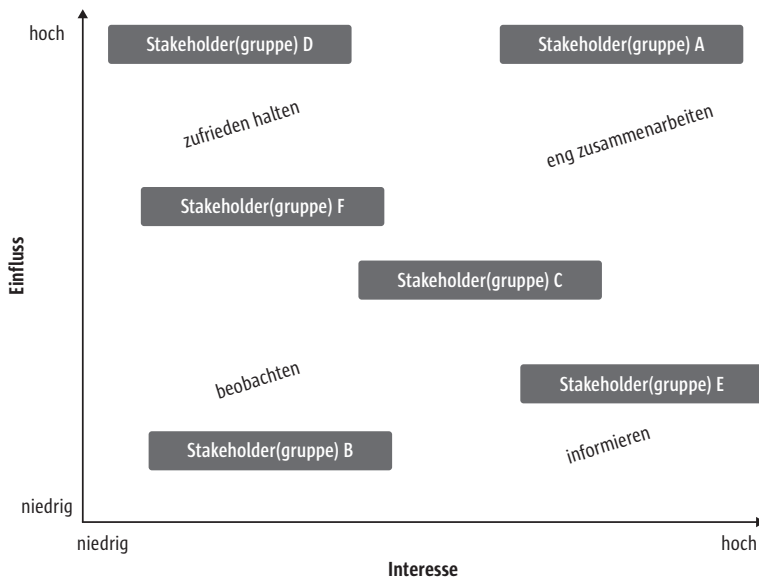 hoch
Stakeholder(gruppe) D
Stakeholder(gruppe) A
zufrieden halten
eng zusammenarbeiten
Stakeholder(gruppe) F
Einfluss
Stakeholder(gruppe) C
beobachten
Stakeholder(gruppe) E
Stakeholder(gruppe) B
informieren
niedrig
niedrig
hoch
Interesse